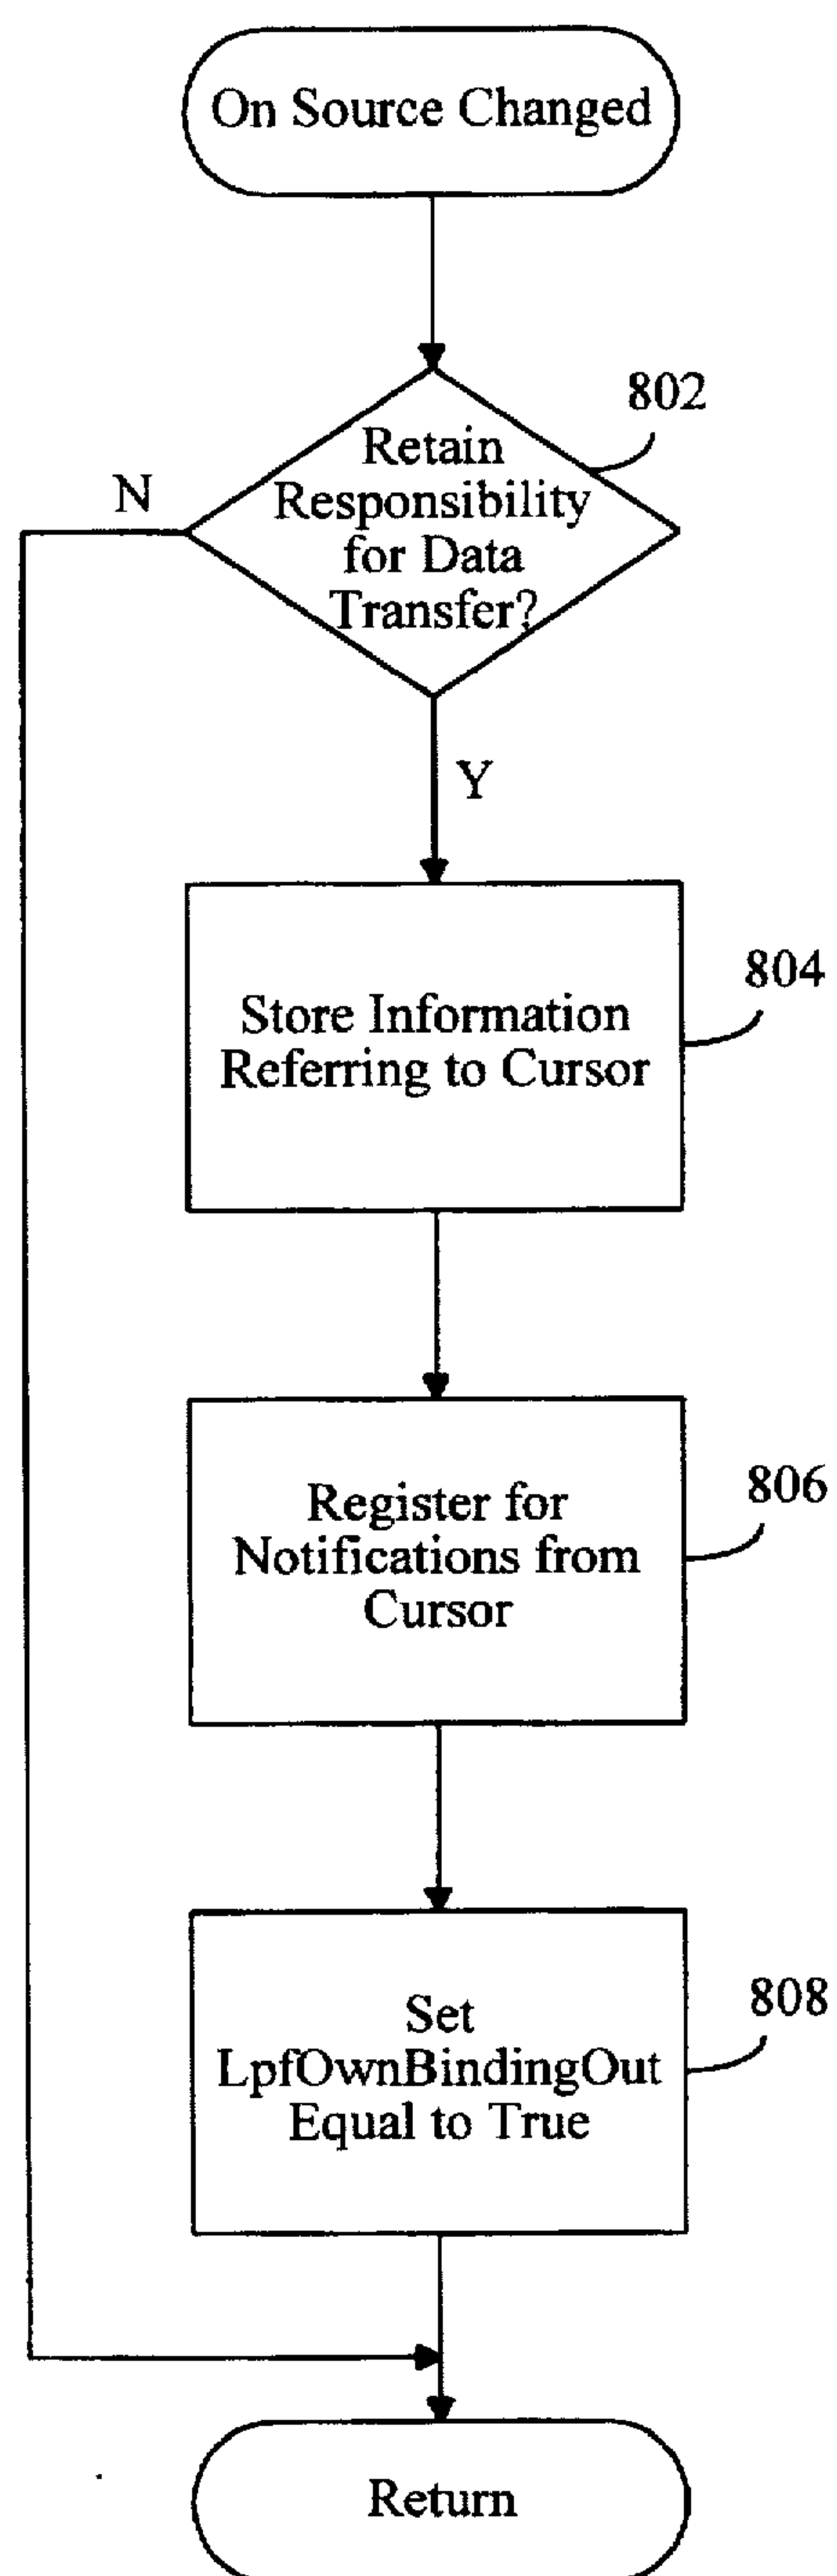 On Source Changed
802
Retain
Responsibility
for Data
Transfer?
N
Y
804
Store Information
Referring to Cursor
806
Register for
Notifications from
Cursor
808
Set
LpfOwnBindingOut
Equal to True
Return